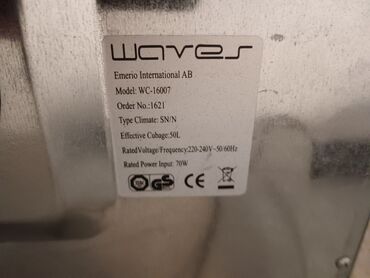 waves
Emerio International AB
Model: WC-16007
Order No.:1621
Type Climate: SN/N
Effective Cubage:50L
RatedVoltage/Frequency:220-240V~50/60Hz
Rated Power Input: 70W
GS CE